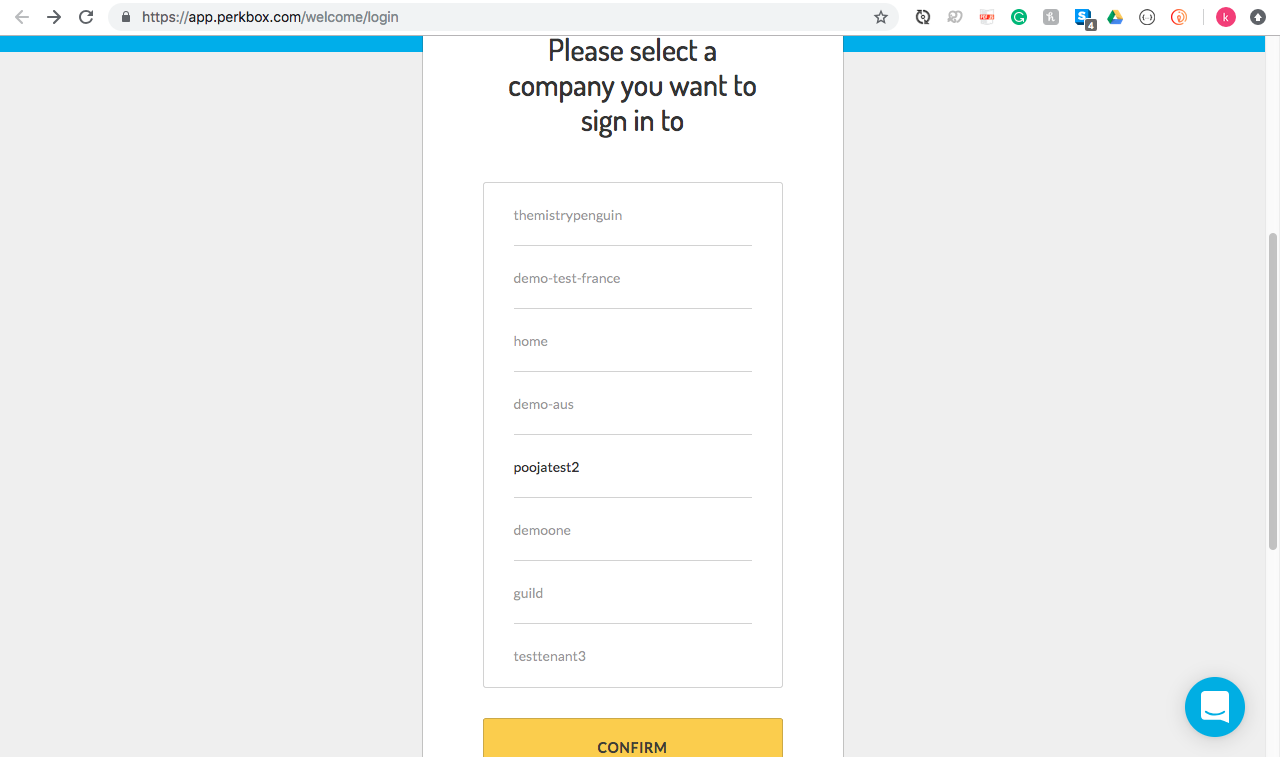 https://app.perkbox.com/welcome/login
4
k
Please select a
company you want to
sign in to
themistrypenguin
demo-test-france
home
demo-aus
poojatest2
demoone
guild
testtenant3
CONFIRM